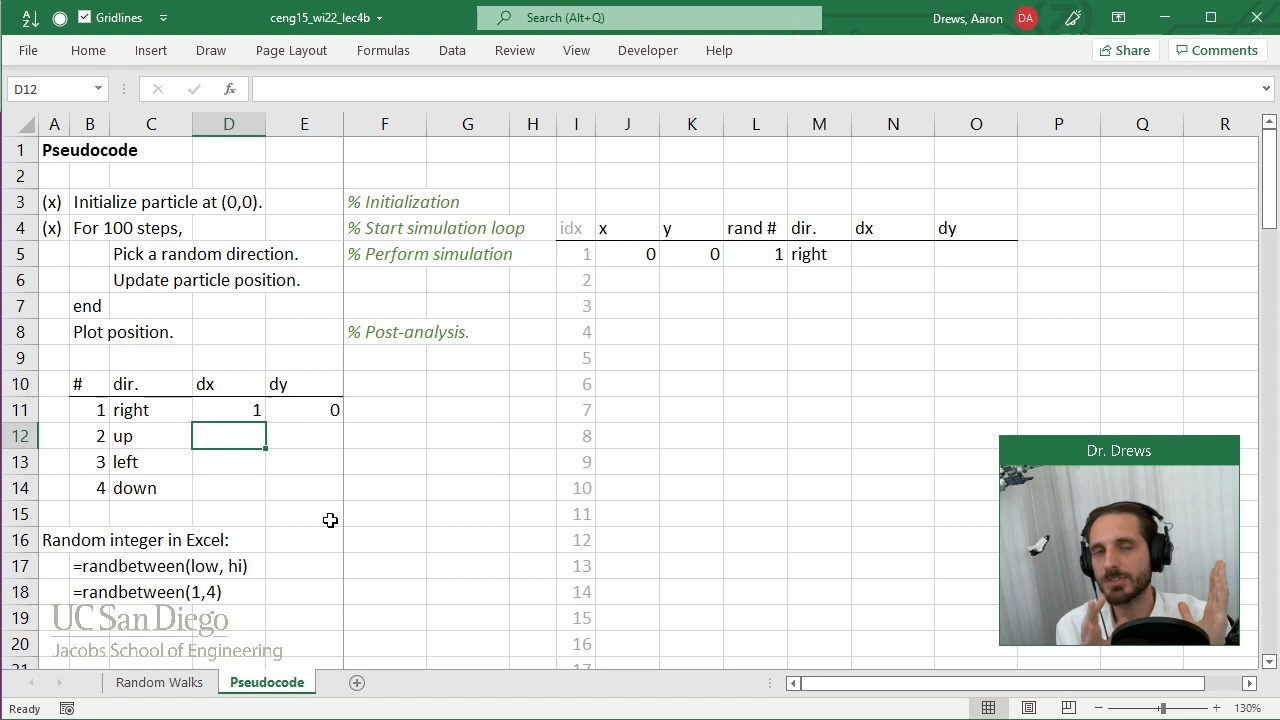 Gridlines
ceng15_wi22_lec4b
Search (Alt+Q)
Drews, Aaron
DA
File Home Insert Draw Page Layout Formulas Data Review View Developer Help Share Comments
D12 fx
A B C D E F G H I J K L M N O P Q R
1 Pseudocode
2
3 (x) Initialize particle at (0,0). % Initialization
4 (x) For 100 steps, % Start simulation loop idx x y rand # dir. dx dy
5 Pick a random direction. % Perform simulation 1 0 0 1 right
6 Update particle position. 2
7 end 3
8 Plot position. % Post-analysis. 4
9 5
10 # dir. dx dy 6
11 1 right 1 0 7
12 2 up 8
13 3 left 9
14 4 down 10
15 11
16 Random integer in Excel: 12
17 =randbetween(low, hi) 13
18 =randbetween(1,4) 14
19 15
20 16
21 17
UC San Diego
Jacobs School of Engineering
Dr. Drews
Random Walks Pseudocode
Ready 130%